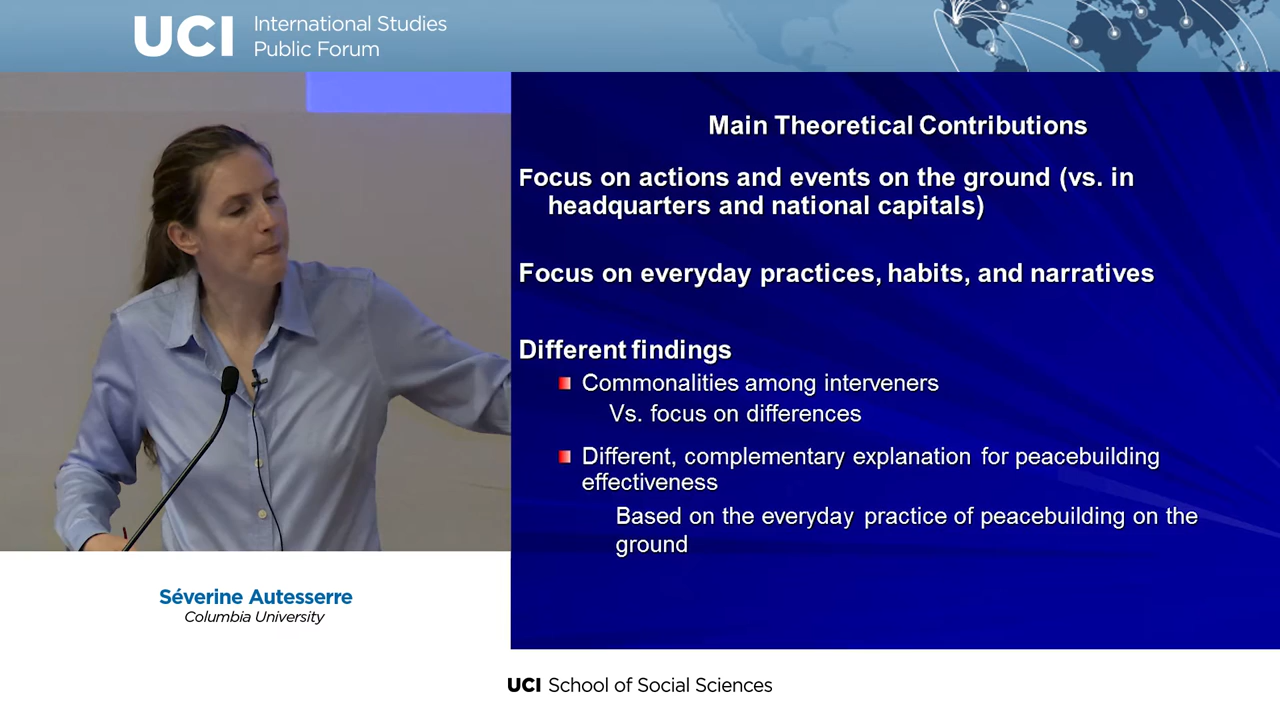 UCI International Studies
Public Forum
Main Theoretical Contributions
Focus on actions and events on the ground (vs. in
headquarters and national capitals)
Focus on everyday practices, habits, and narratives
Different findings
Commonalities among interveners
Vs. focus on differences
Different, complementary explanation for peacebuilding
effectiveness
Based on the everyday practice of peacebuilding on the
ground
Séverine Autesserre
Columbia University
UCI School of Social Sciences